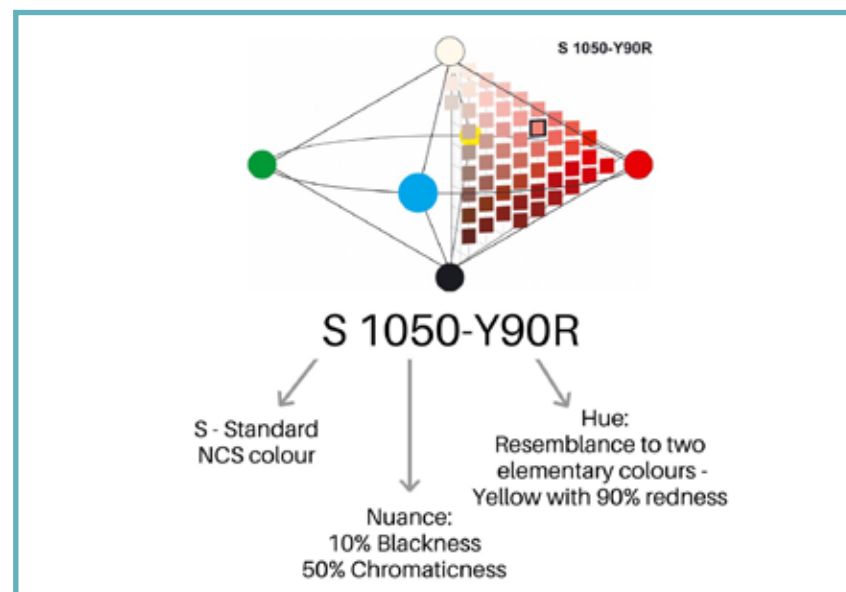 S 1050-Y90R
S 1050-Y90R
S - Standard
NCS colour
Nuance:
10% Blackness
50% Chromaticness
Hue:
Resemblance to two
elementary colours -
Yellow with 90% redness